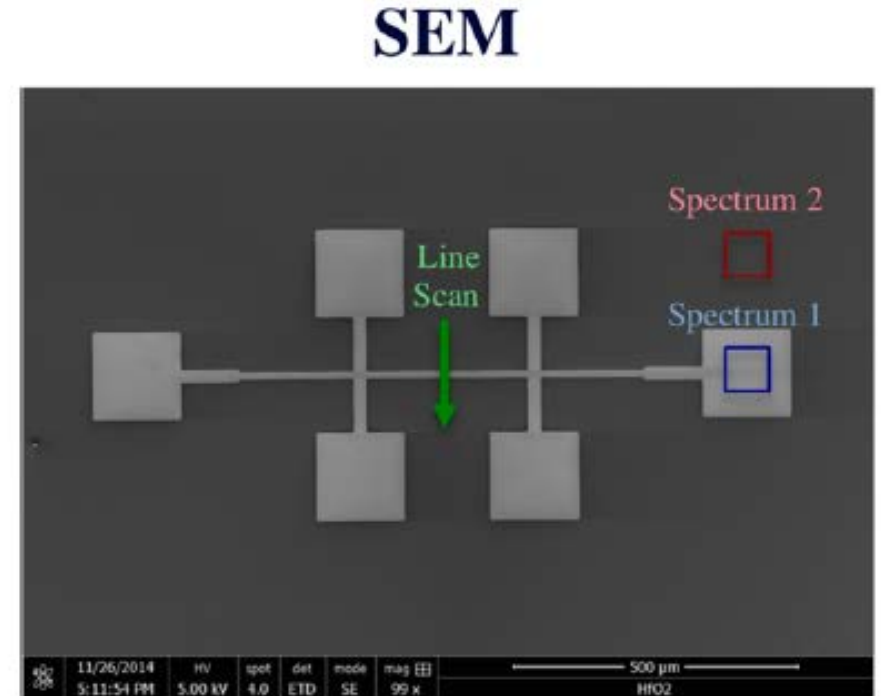 SEM
Spectrum 2
Line
Scan
Spectrum 1
11/26/2014 HV spot det mode mag 500 µm
5:11:54 PM 5.00 kV 4.0 ETD SE 99 x HfO2